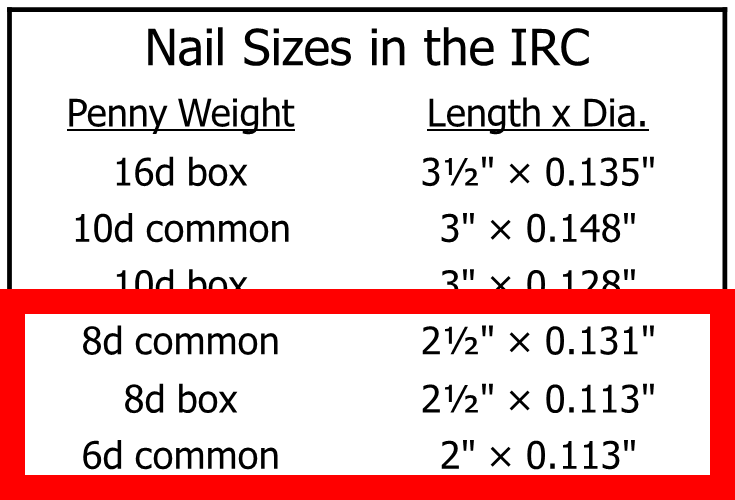 Nail Sizes in the IRC
Penny Weight Length x Dia.
16d box 3½" × 0.135"
10d common 3" × 0.148"
10d box 3" × 0.128"
8d common 2½" × 0.131"
8d box 2½" × 0.113"
6d common 2" × 0.113"